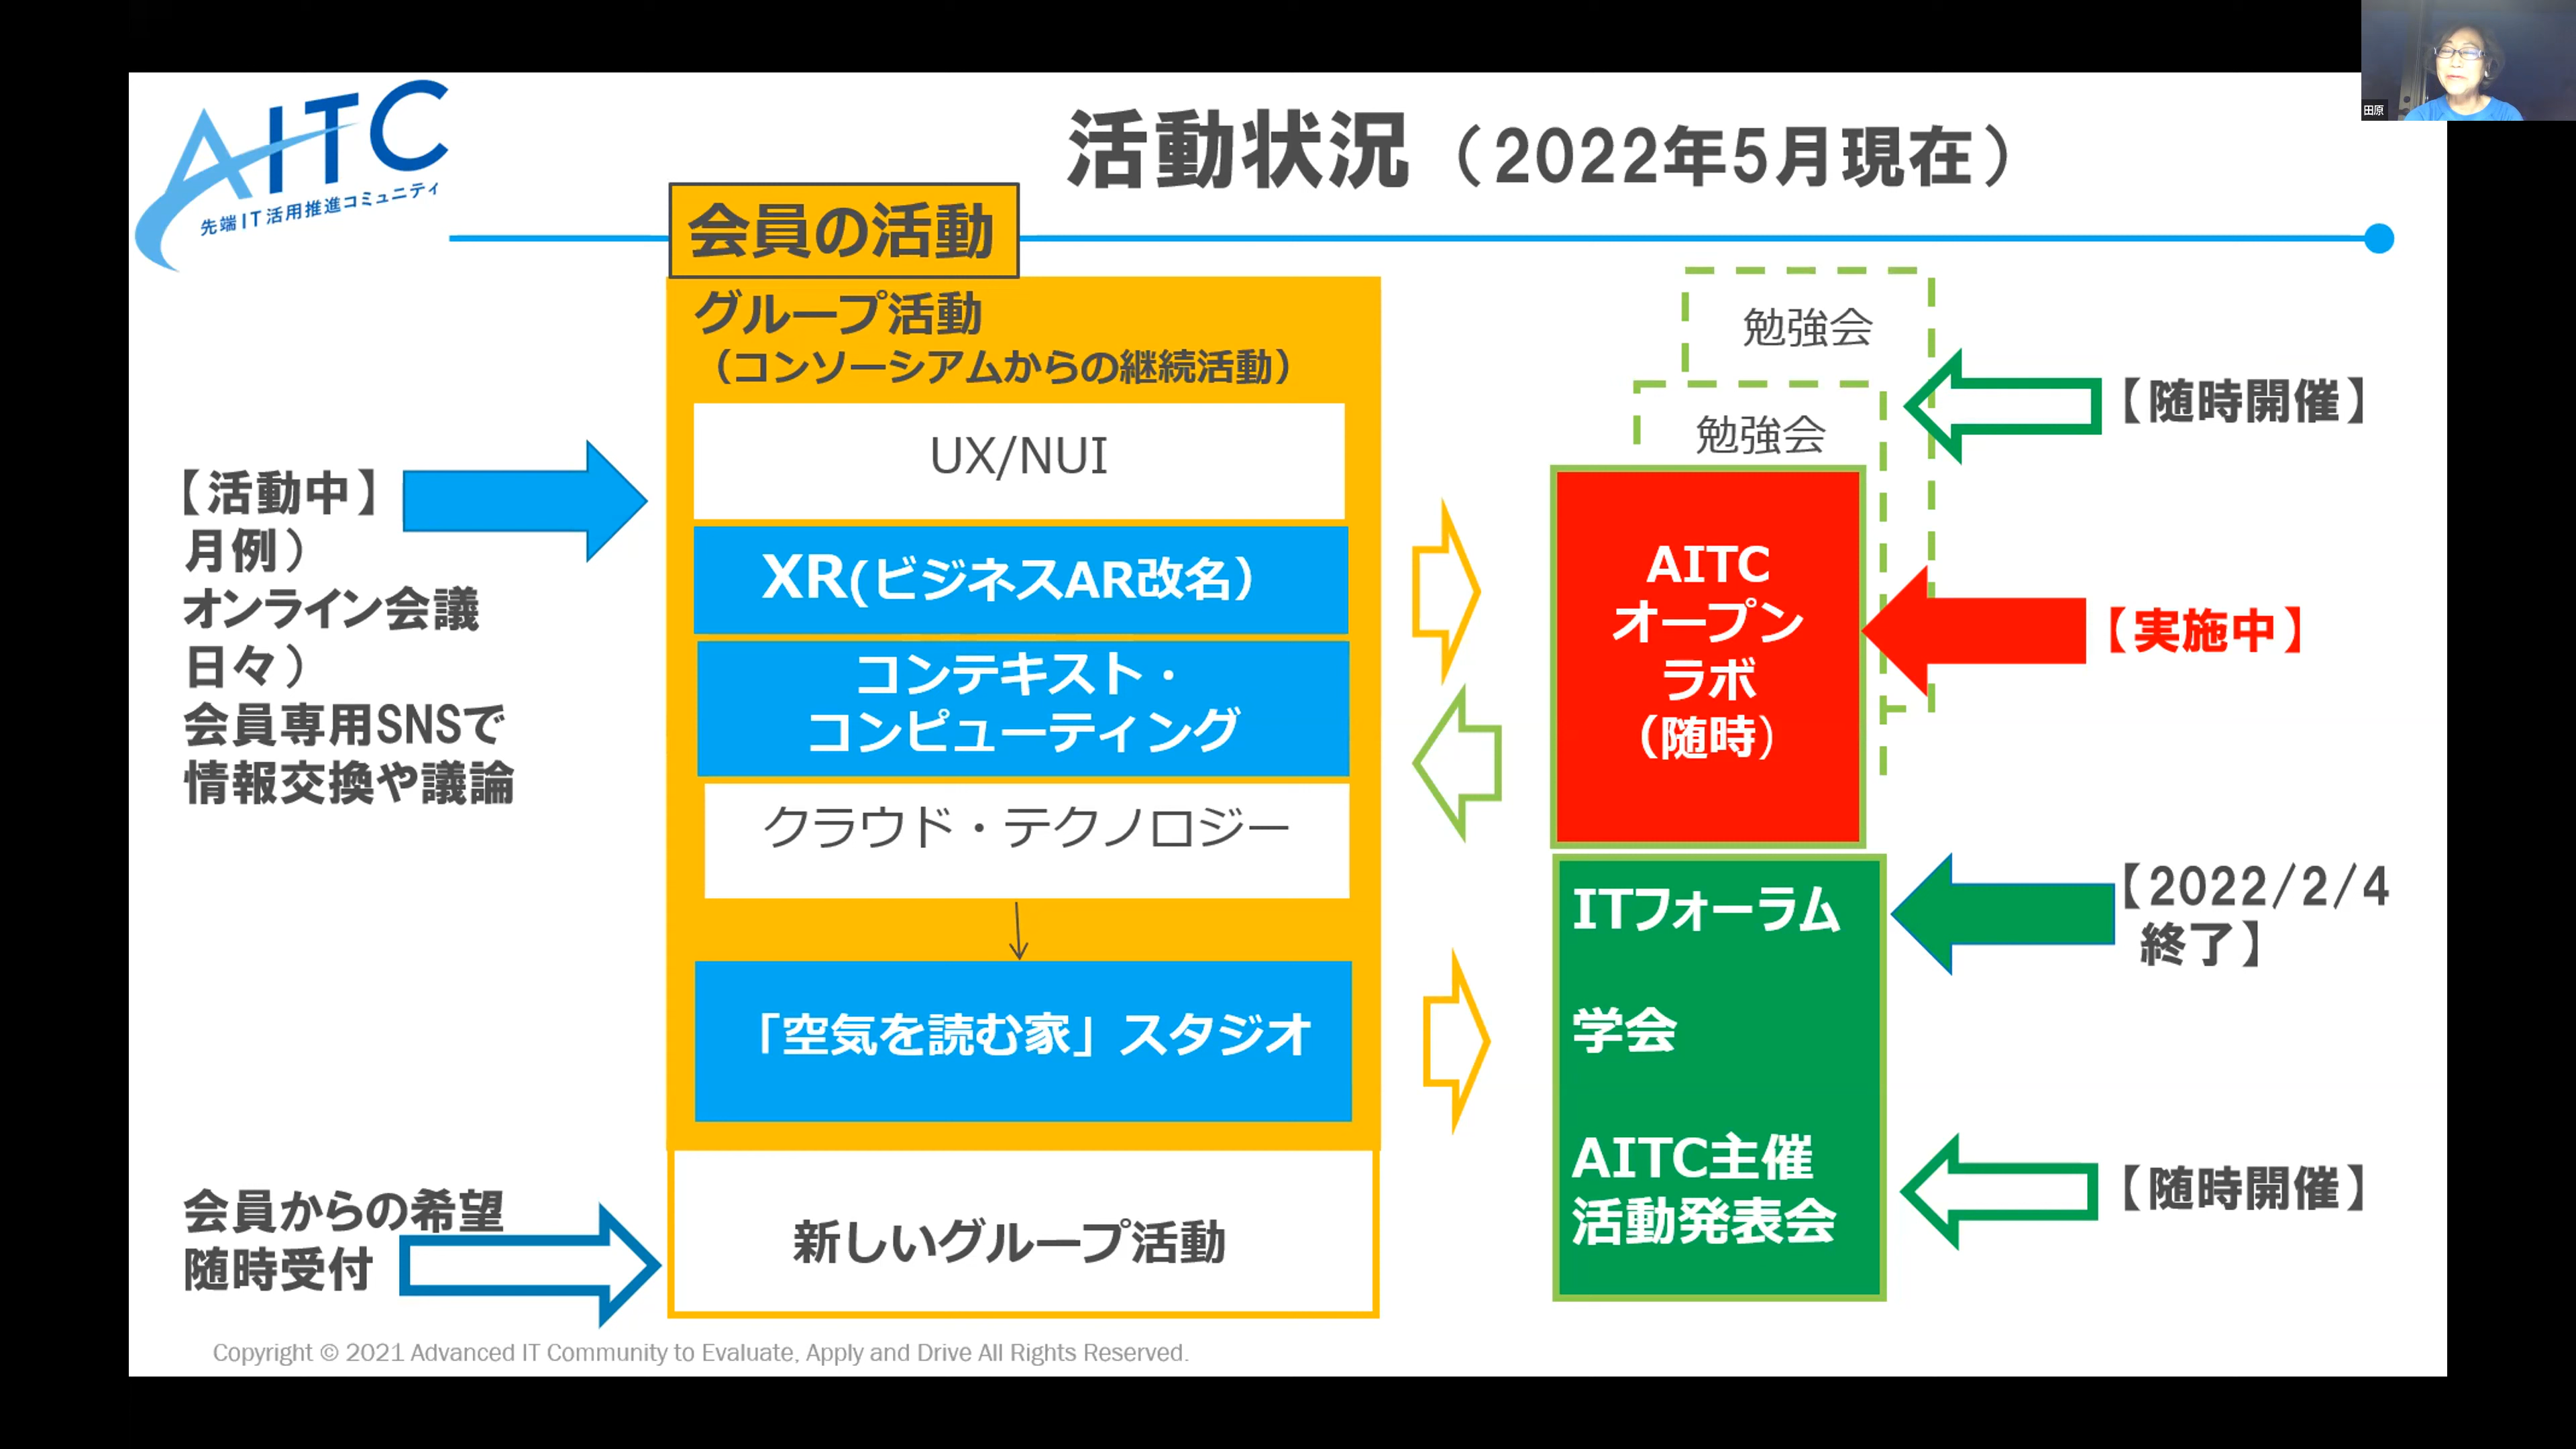 AITC
先端IT活用推進コミュニティ
活動状況（2022年5月現在）
田原
会員の活動
グループ活動
（コンソーシアムからの継続活動）
UX/NUI
XR(ビジネスAR改名）
コンテキスト・
コンピューティング
クラウド・テクノロジー
「空気を読む家」スタジオ
新しいグループ活動
【活動中】
月例）
オンライン会議
日々）
会員専用SNSで
情報交換や議論
会員からの希望
随時受付
勉強会
勉強会
【随時開催】
AITC
オープン
ラボ
（随時）
【実施中】
ITフォーラム
学会
AITC主催
活動発表会
【2022/2/4
終了】
【随時開催】
Copyright © 2021 Advanced IT Community to Evaluate, Apply and Drive All Rights Reserved.